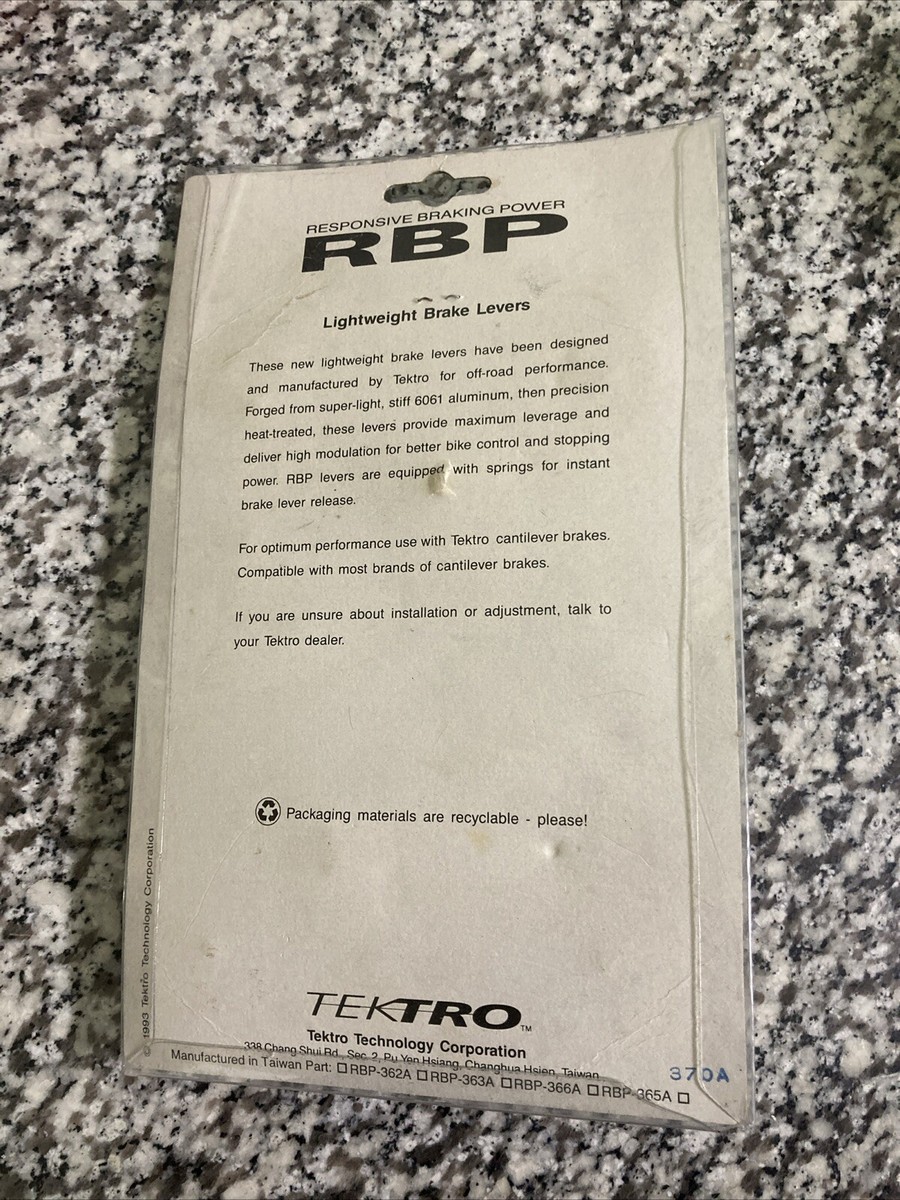 RESPONSIVE BRAKING POWER
RBP
Lightweight Brake Levers
These new lightweight brake levers have been designed
and manufactured by Tektro for off-road performance.
Forged from super-light, stiff 6061 aluminum, then precision
heat-treated, these levers provide maximum leverage and
deliver high modulation for better bike control and stopping
power. RBP levers are equipped with springs for instant
brake lever release.
For optimum performance use with Tektro cantilever brakes.
Compatible with most brands of cantilever brakes.
If you are unsure about installation or adjustment, talk to
your Tektro dealer.
Packaging materials are recyclable - please!
© 1993 Tektro Technology Corporation
TEKTRO™
Tektro Technology Corporation
338 Chang Shui Rd., Sec. 2, Pu Yen Hsiang, Changhua Hsien, Taiwan
370A
Manufactured in Taiwan Part: ☐RBP-362A ☐RBP-363A ☐RBP-366A ☐RBP-365A ☐